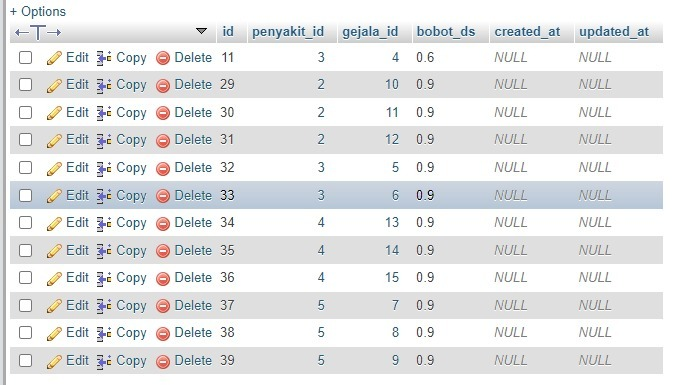 + Options
←T→ id penyakit_id gejala_id bobot_ds created_at updated_at
Edit Copy Delete 11 3 4 0.6 NULL NULL
Edit Copy Delete 29 2 10 0.9 NULL NULL
Edit Copy Delete 30 2 11 0.9 NULL NULL
Edit Copy Delete 31 2 12 0.9 NULL NULL
Edit Copy Delete 32 3 5 0.9 NULL NULL
Edit Copy Delete 33 3 6 0.9 NULL NULL
Edit Copy Delete 34 4 13 0.9 NULL NULL
Edit Copy Delete 35 4 14 0.9 NULL NULL
Edit Copy Delete 36 4 15 0.9 NULL NULL
Edit Copy Delete 37 5 7 0.9 NULL NULL
Edit Copy Delete 38 5 8 0.9 NULL NULL
Edit Copy Delete 39 5 9 0.9 NULL NULL